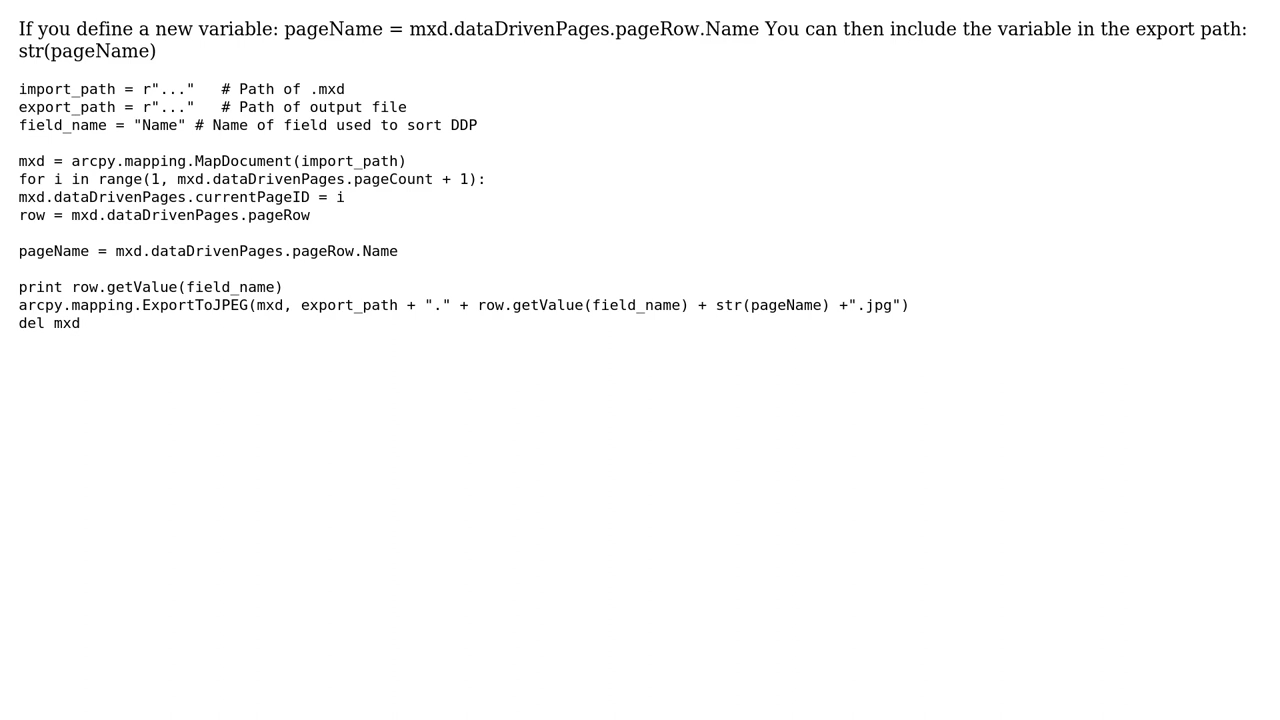 If you define a new variable: pageName = mxd.dataDrivenPages.pageRow.Name You can then include the variable in the export path:
str(pageName)
import_path = r"..."   # Path of .mxd
export_path = r"..."   # Path of output file
field_name = "Name" # Name of field used to sort DDP
mxd = arcpy.mapping.MapDocument(import_path)
for i in range(1, mxd.dataDrivenPages.pageCount + 1):
mxd.dataDrivenPages.currentPageID = i
row = mxd.dataDrivenPages.pageRow
pageName = mxd.dataDrivenPages.pageRow.Name
print row.getValue(field_name)
arcpy.mapping.ExportToJPEG(mxd, export_path + "." + row.getValue(field_name) + str(pageName) +".jpg")
del mxd